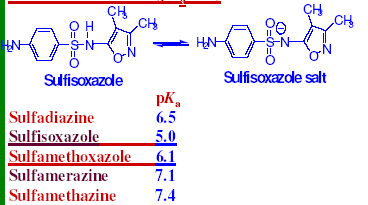 CH₃ CH₃
O H
H₂N S N
O O N
Sulfisoxazole
CH₃ CH₃
O ⊖
H₂N S N
O O N
Sulfisoxazole salt
pKa
Sulfadiazine 6.5
Sulfisoxazole 5.0
Sulfamethoxazole 6.1
Sulfamerazine 7.1
Sulfamethazine 7.4